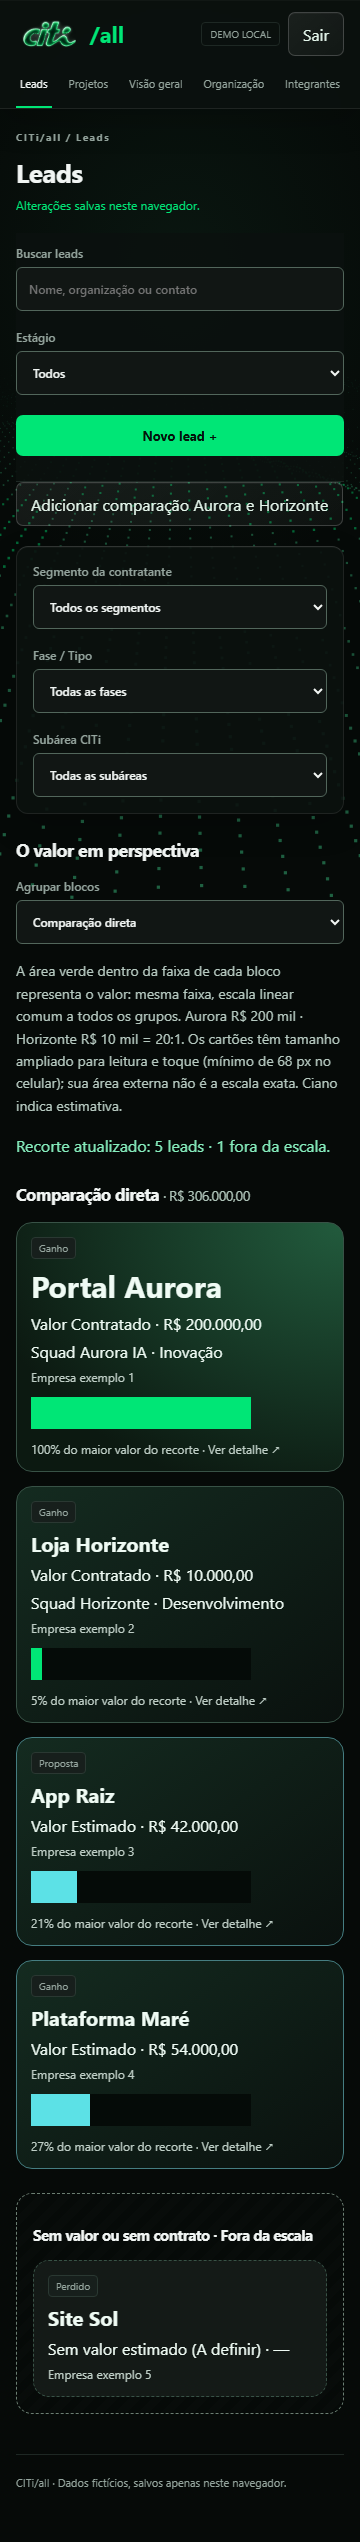 citi /all
DEMO LOCAL
Sair
Leads
Projetos
Visão geral
Organização
Integrantes
CITi/all / Leads
Leads
Alterações salvas neste navegador.
Buscar leads
Nome, organização ou contato
Estágio
Todos
Novo lead +
Adicionar comparação Aurora e Horizonte
Segmento da contratante
Todos os segmentos
Fase / Tipo
Todas as fases
Subárea CITi
Todas as subáreas
O valor em perspectiva
Agrupar blocos
Comparação direta
A área verde dentro da faixa de cada bloco
representa o valor: mesma faixa, escala linear
comum a todos os grupos. Aurora R$ 200 mil ·
Horizonte R$ 10 mil = 20:1. Os cartões têm tamanho
ampliado para leitura e toque (mínimo de 68 px no
celular); sua área externa não é a escala exata. Ciano
indica estimativa.
Recorte atualizado: 5 leads · 1 fora da escala.
Comparação direta · R$ 306.000,00
Ganho
Portal Aurora
Valor Contratado · R$ 200.000,00
Squad Aurora IA · Inovação
Empresa exemplo 1
100% do maior valor do recorte · Ver detalhe ↗
Ganho
Loja Horizonte
Valor Contratado · R$ 10.000,00
Squad Horizonte · Desenvolvimento
Empresa exemplo 2
5% do maior valor do recorte · Ver detalhe ↗
Proposta
App Raiz
Valor Estimado · R$ 42.000,00
Empresa exemplo 3
21% do maior valor do recorte · Ver detalhe ↗
Ganho
Plataforma Maré
Valor Estimado · R$ 54.000,00
Empresa exemplo 4
27% do maior valor do recorte · Ver detalhe ↗
Sem valor ou sem contrato · Fora da escala
Perdido
Site Sol
Sem valor estimado (A definir) · —
Empresa exemplo 5
CITi/all · Dados fictícios, salvos apenas neste navegador.